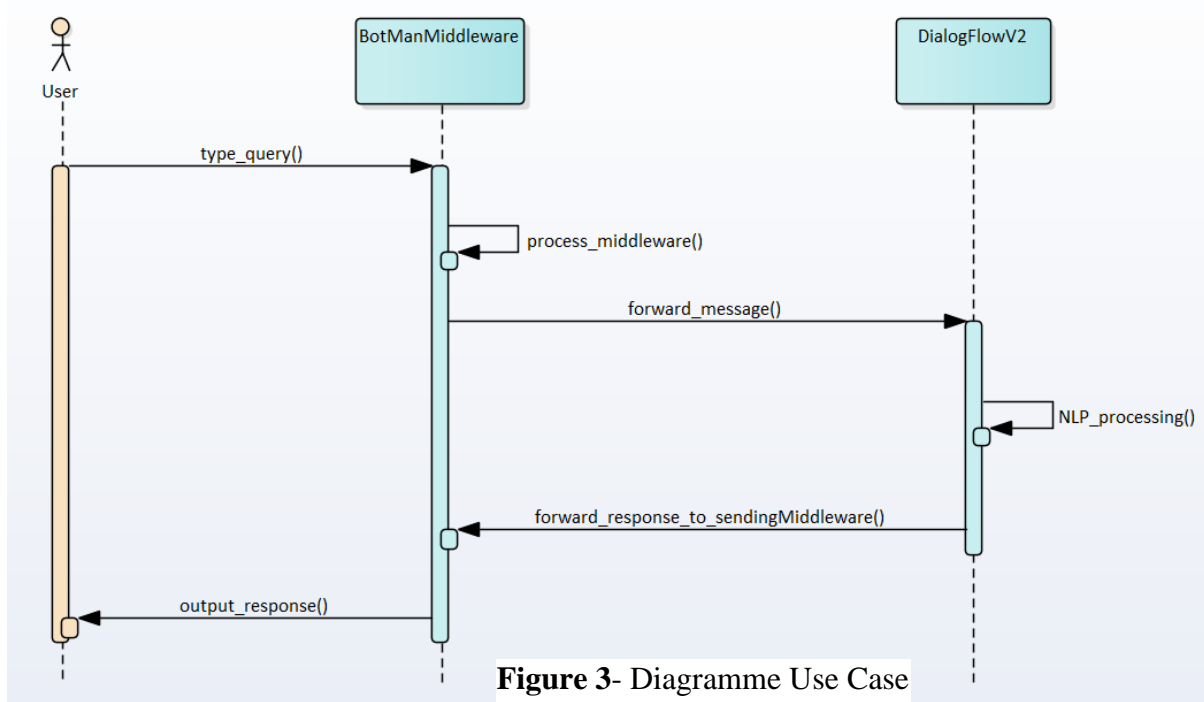 BotManMiddleware
DialogFlowV2
User
type_query()
process_middleware()
forward_message()
NLP_processing()
forward_response_to_sendingMiddleware()
output_response()
Figure 3- Diagramme Use Case